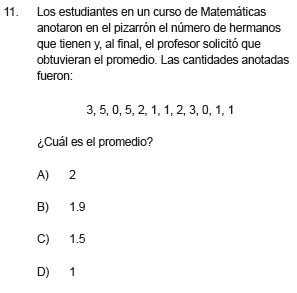 11. Los estudiantes en un curso de Matemáticas
anotaron en el pizarrón el número de hermanos
que tienen y, al final, el profesor solicitó que
obtuvieran el promedio. Las cantidades anotadas
fueron:
3, 5, 0, 5, 2, 1, 1, 2, 3, 0, 1, 1
¿Cuál es el promedio?
A) 2
B) 1.9
C) 1.5
D) 1